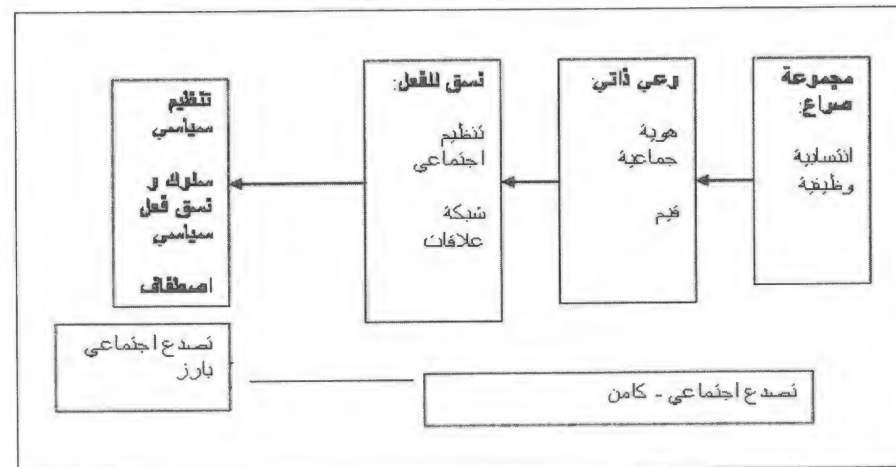 مجموعة
صراع:
انتسابية
وظيفية
وعي ذاتي:
هوية
جماعية
قيم
نسق للفعل:
تنظيم
اجتماعي
شبكة
علاقات
تنظيم
سياسي
سلوك و
نسق فعل
سياسي
اصطفاف
تصدع اجتماعي - كامن
تصدع اجتماعي
بارز